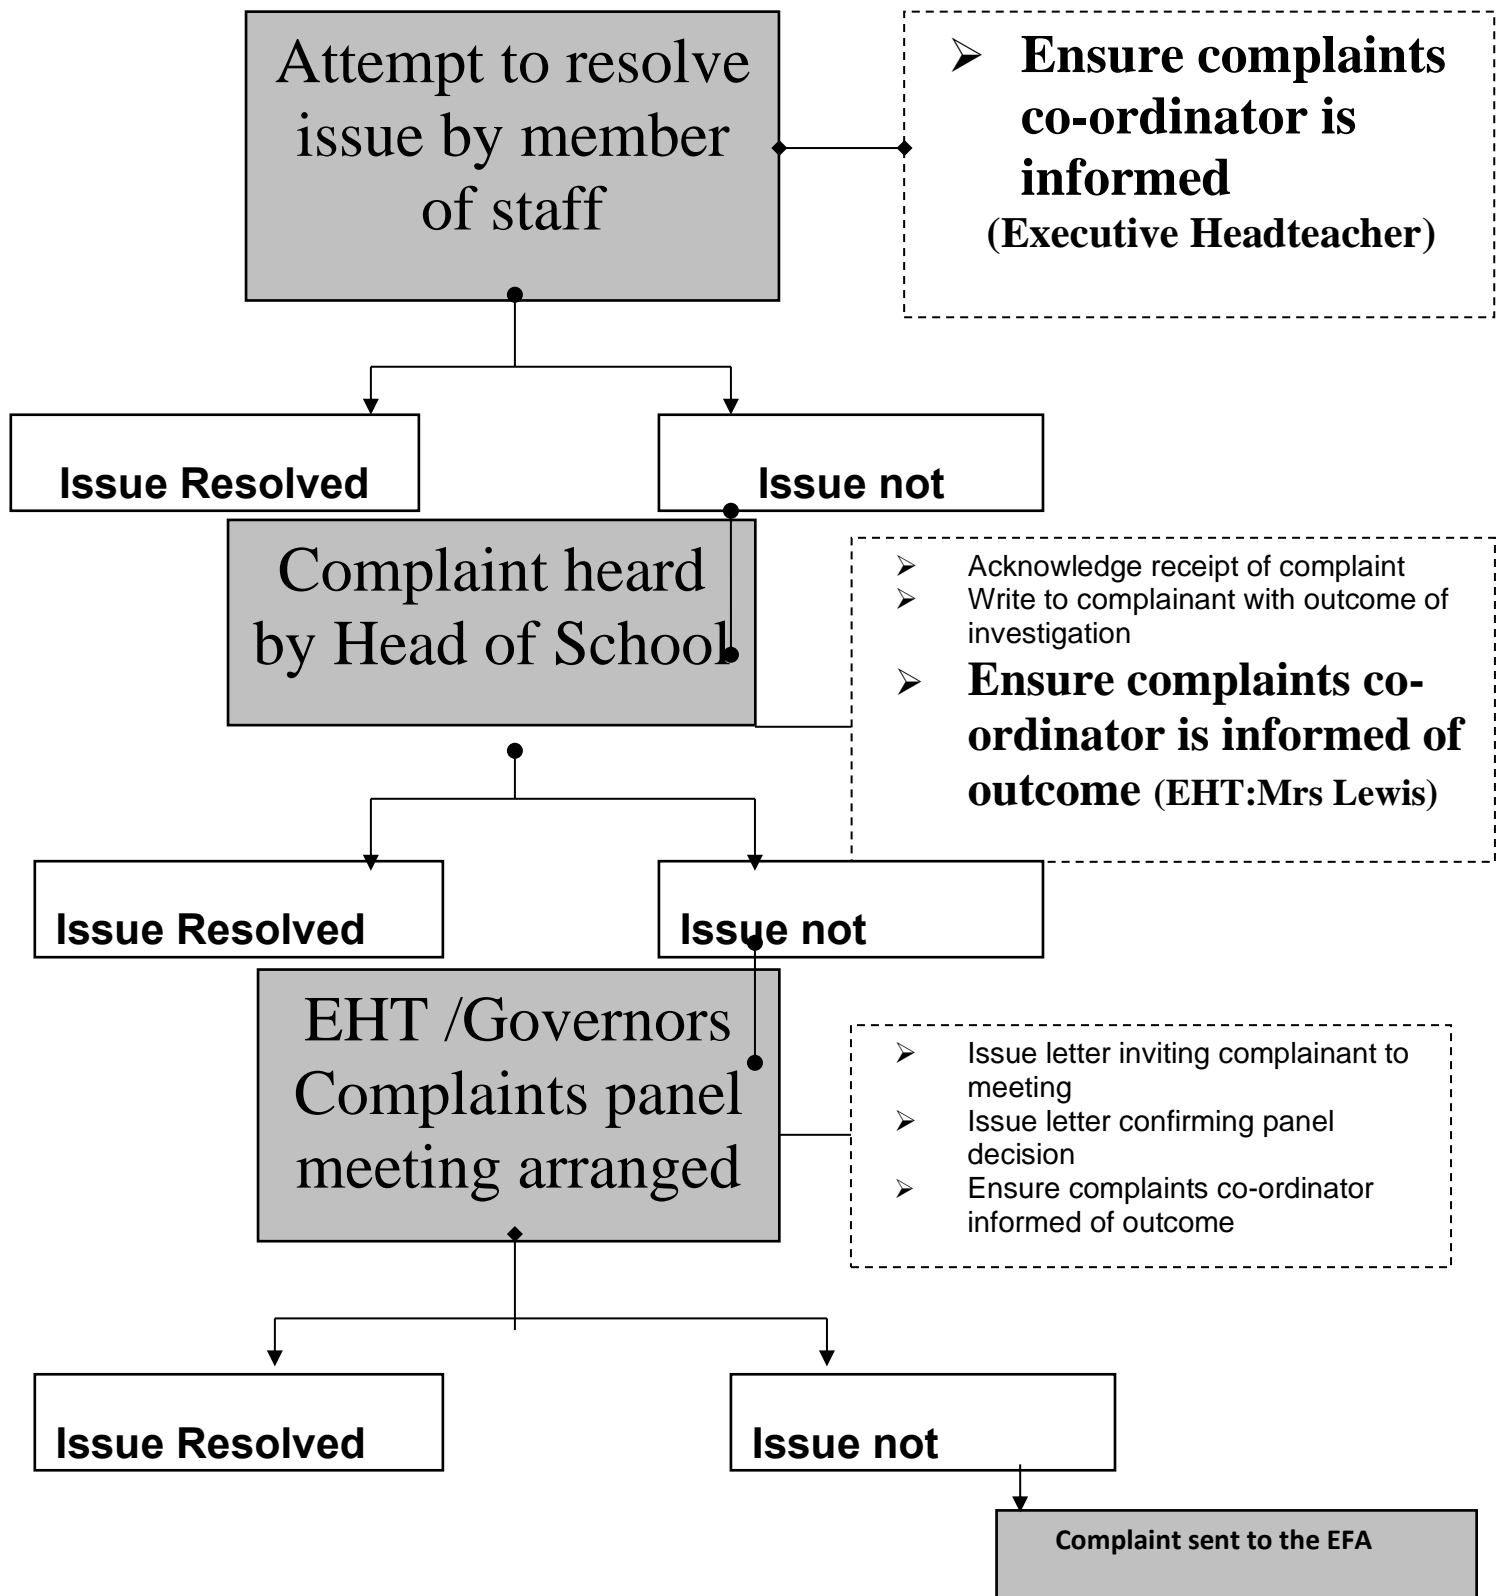 Attempt to resolve
issue by member
of staff
➢ Ensure complaints
co-ordinator is
informed
(Executive Headteacher)
Issue Resolved
Issue not
Complaint heard
by Head of School
➢ Acknowledge receipt of complaint
➢ Write to complainant with outcome of
investigation
➢ Ensure complaints co-
ordinator is informed of
outcome (EHT:Mrs Lewis)
Issue Resolved
Issue not
EHT /Governors
Complaints panel
meeting arranged
➢ Issue letter inviting complainant to
meeting
➢ Issue letter confirming panel
decision
➢ Ensure complaints co-ordinator
informed of outcome
Issue Resolved
Issue not
Complaint sent to the EFA